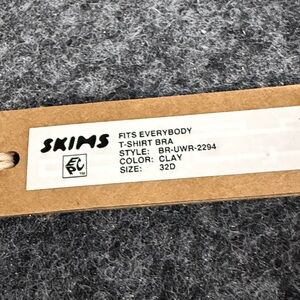 SKIMS
FITS EVERYBODY
T-SHIRT BRA
STYLE: BR-UWR-2294
COLOR: CLAY
SIZE: 32D